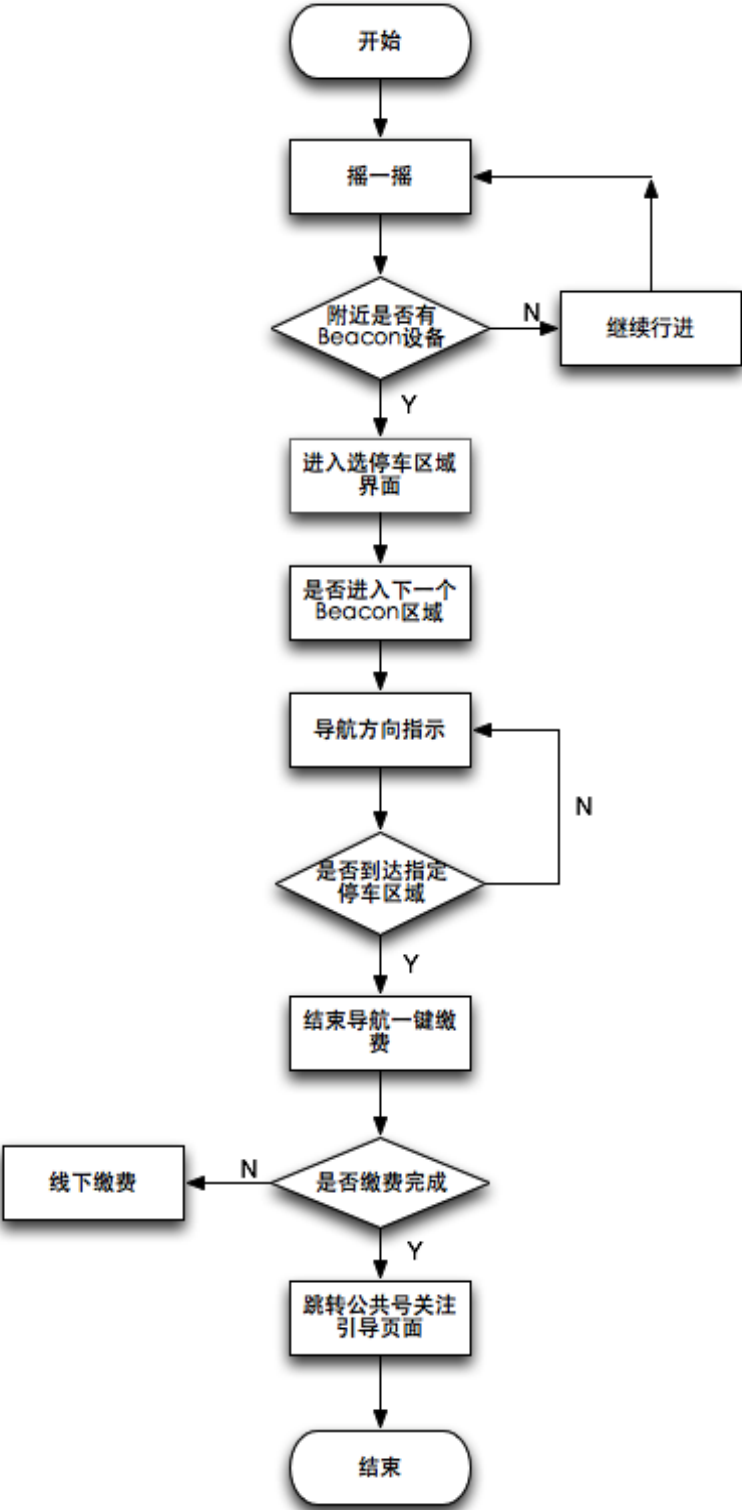 开始
摇一摇
附近是否有
Beacon设备
N
继续行进
Y
进入选停车区域
界面
是否进入下一个
Beacon区域
导航方向指示
N
是否到达指定
停车区域
Y
结束导航一键缴
费
线下缴费
N
是否缴费完成
Y
跳转公共号关注
引导页面
结束